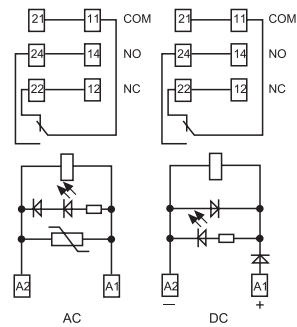 21 11 COM 21 11 COM
24 14 NO 24 14 NO
22 12 NC 22 12 NC
A2 A1 A2 A1
— +
AC DC